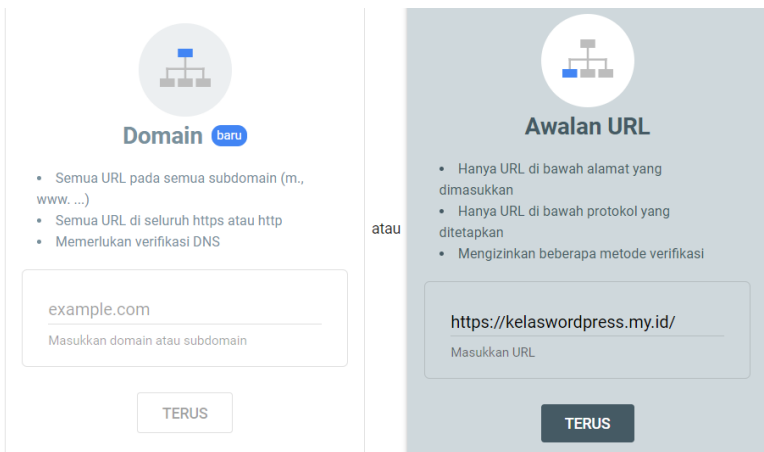 Domain baru
• Semua URL pada semua subdomain (m.,
www. ...)
• Semua URL di seluruh https atau http
• Memerlukan verifikasi DNS
example.com
Masukkan domain atau subdomain
TERUS
atau
Awalan URL
• Hanya URL di bawah alamat yang
dimasukkan
• Hanya URL di bawah protokol yang
ditetapkan
• Mengizinkan beberapa metode verifikasi
https://kelaswordpress.my.id/
Masukkan URL
TERUS